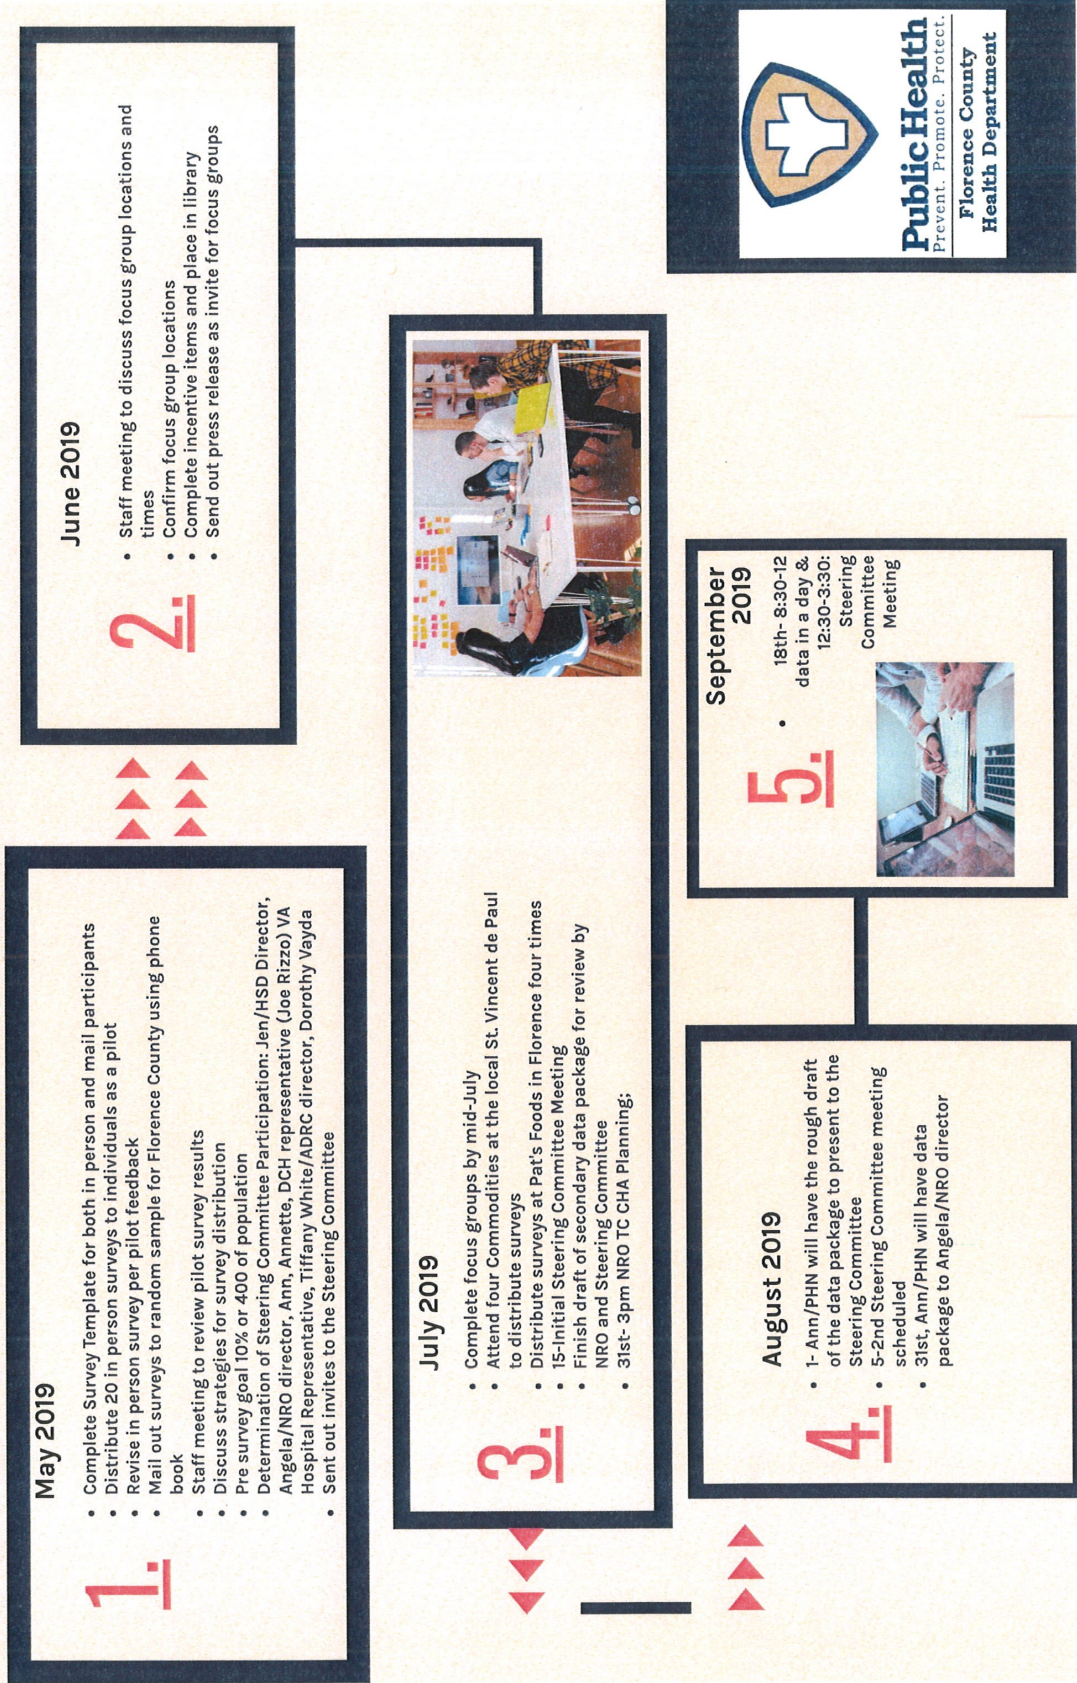 1.
May 2019
• Complete Survey Template for both in person and mail participants
• Distribute 20 in person surveys to individuals as a pilot
• Revise in person survey per pilot feedback
• Mail out surveys to random sample for Florence County using phone
book
• Staff meeting to review pilot survey results
• Discuss strategies for survey distribution
• Pre survey goal 10% or 400 of population
• Determination of Steering Committee Participation: Jen/HSD Director,
Angela/NRO director, Ann, Annette, DCH representative (Joe Rizzo) VA
Hospital Representative, Tiffany White/ADRC director, Dorothy Vayda
• Sent out invites to the Steering Committee
2.
June 2019
• Staff meeting to discuss focus group locations and
times
• Confirm focus group locations
• Complete incentive items and place in library
• Send out press release as invite for focus groups
3.
July 2019
• Complete focus groups by mid-July
• Attend four Commodities at the local St. Vincent de Paul
to distribute surveys
• Distribute surveys at Pat's Foods in Florence four times
• 15-Initial Steering Committee Meeting
• Finish draft of secondary data package for review by
NRO and Steering Committee
• 31st- 3pm NRO TC CHA Planning;
4.
August 2019
• 1- Ann/PHN will have the rough draft
of the data package to present to the
Steering Committee
• 5-2nd Steering Committee meeting
scheduled
• 31st, Ann/PHN will have data
package to Angela/NRO director
5.
September
2019
• 18th- 8:30-12
data in a day &
12:30-3:30:
Steering
Committee
Meeting
Public Health
Prevent. Promote. Protect.
Florence County
Health Department